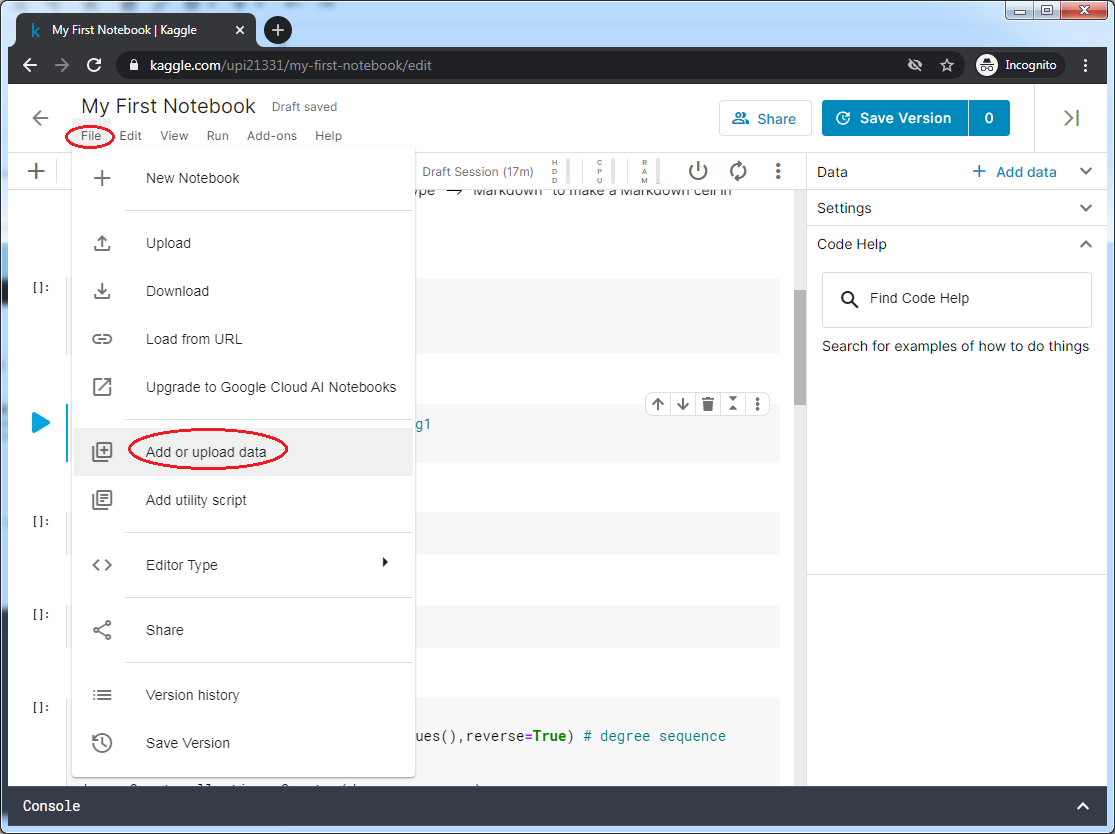 My First Notebook | Kaggle
kaggle.com/upi21331/my-first-notebook/edit
Incognito
My First Notebook Draft saved
File Edit View Run Add-ons Help
Share
Save Version 0
Draft Session (17m)
HDD
CPU
RAM
Data
Add data
Settings
Code Help
Find Code Help
Search for examples of how to do things
New Notebook
Upload
Download
Load from URL
Upgrade to Google Cloud AI Notebooks
Add or upload data
Add utility script
Editor Type
Share
Version history
Save Version
"Markdown" to make a Markdown cell in
[]:
g1
[]:
[]:
[]:
ues(),reverse=True) # degree sequence
Console